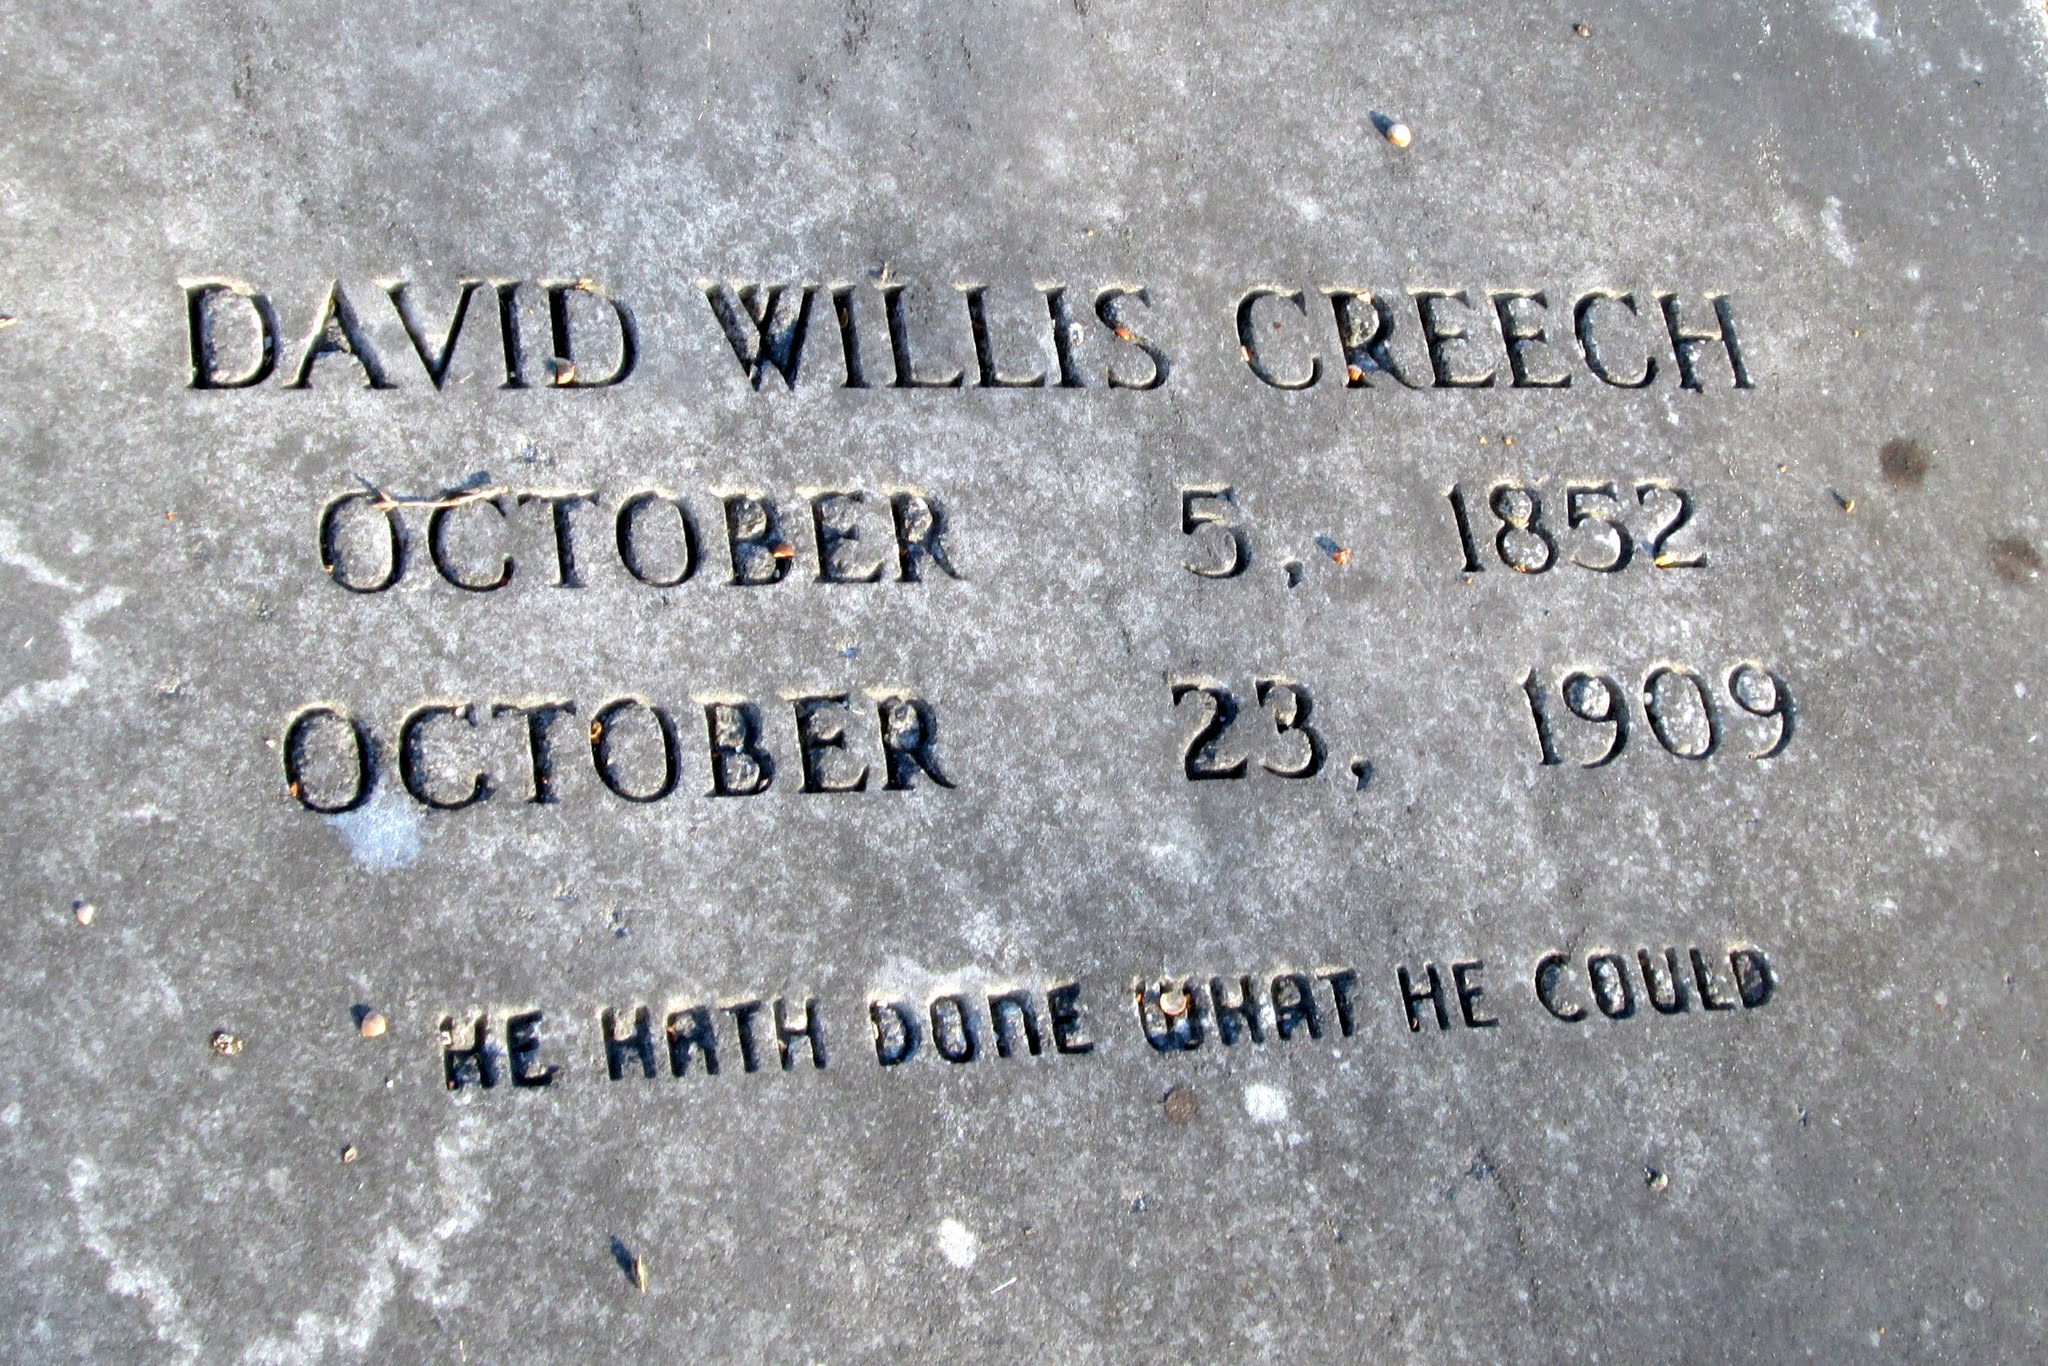 DAVID WILLIS CREECH
OCTOBER 5, 1852
OCTOBER 23, 1909
HE HATH DONE WHAT HE COULD